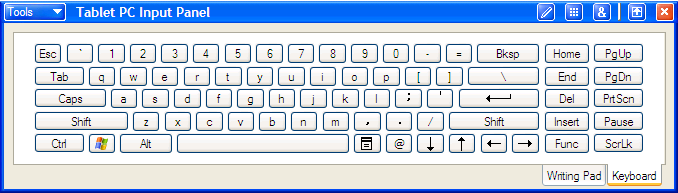 Tools Tablet PC Input Panel &
Esc ` 1 2 3 4 5 6 7 8 9 0 - = Bksp Home PgUp
Tab q w e r t y u i o p [ ] \ End PgDn
Caps a s d f g h j k l ; ' Del PrtScn
Shift z x c v b n m , . / Shift Insert Pause
Ctrl Alt @ Func ScrLk
Writing Pad Keyboard